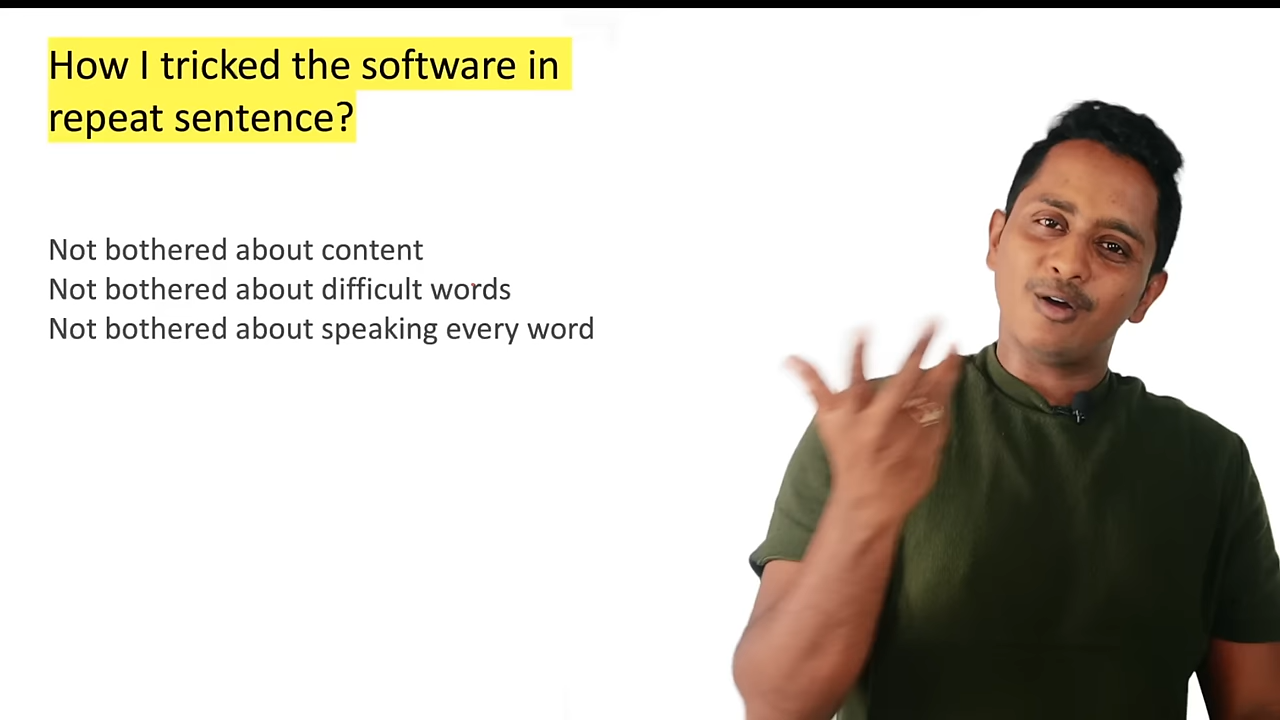 How I tricked the software in
repeat sentence?
Not bothered about content
Not bothered about difficult words
Not bothered about speaking every word